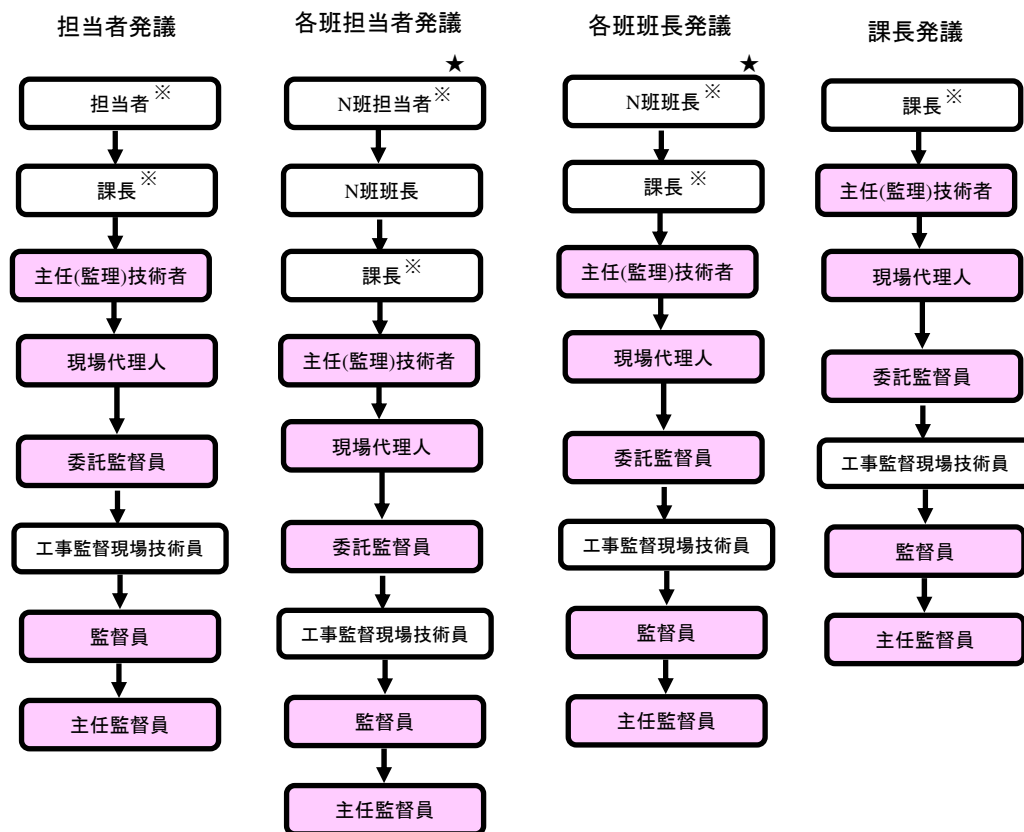 担当者発議
担当者※
課長※
主任(監理)技術者
現場代理人
委託監督員
工事監督現場技術員
監督員
主任監督員
各班担当者発議
★
N班担当者※
N班班長
課長※
主任(監理)技術者
現場代理人
委託監督員
工事監督現場技術員
監督員
主任監督員
各班班長発議
★
N班班長※
課長※
主任(監理)技術者
現場代理人
委託監督員
工事監督現場技術員
監督員
主任監督員
課長発議
課長※
主任(監理)技術者
現場代理人
委託監督員
工事監督現場技術員
監督員
主任監督員